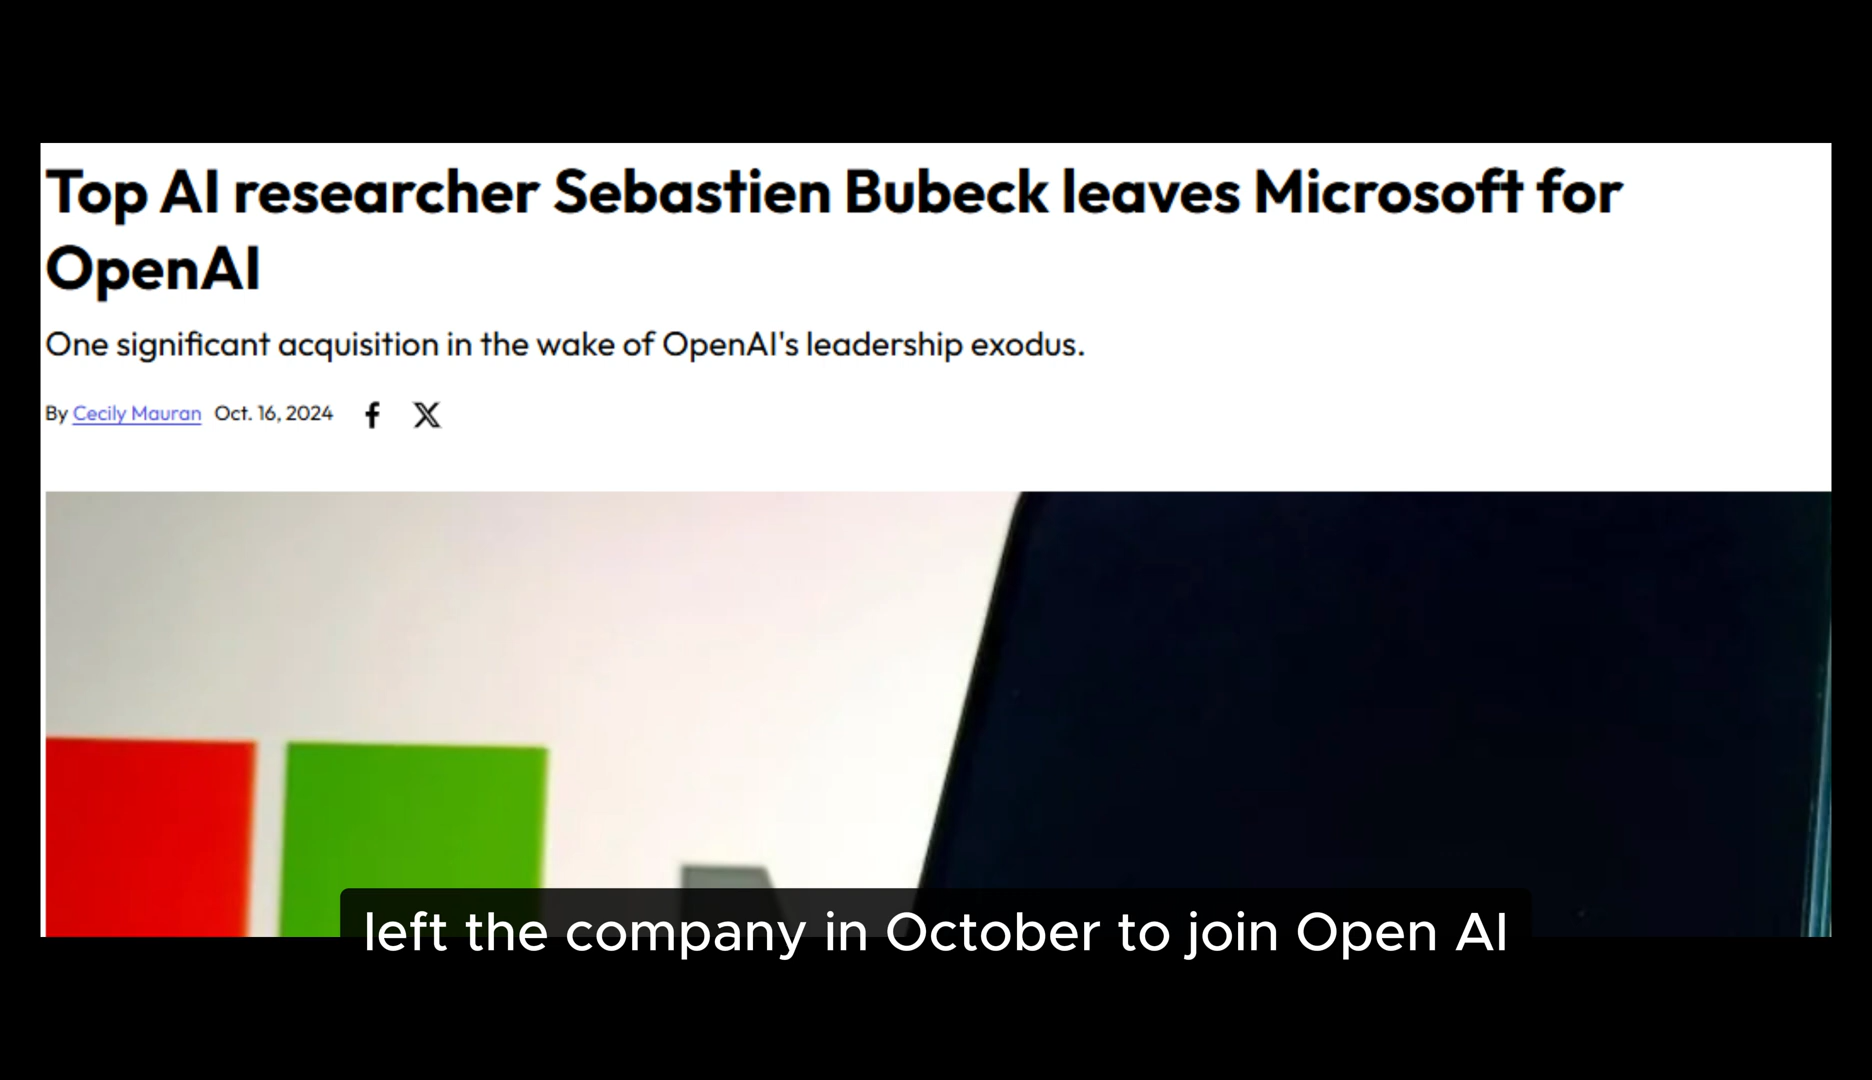 Top AI researcher Sebastien Bubeck leaves Microsoft for
OpenAI
One significant acquisition in the wake of OpenAI's leadership exodus.
By Cecily Mauran Oct. 16, 2024
left the company in October to join Open AI